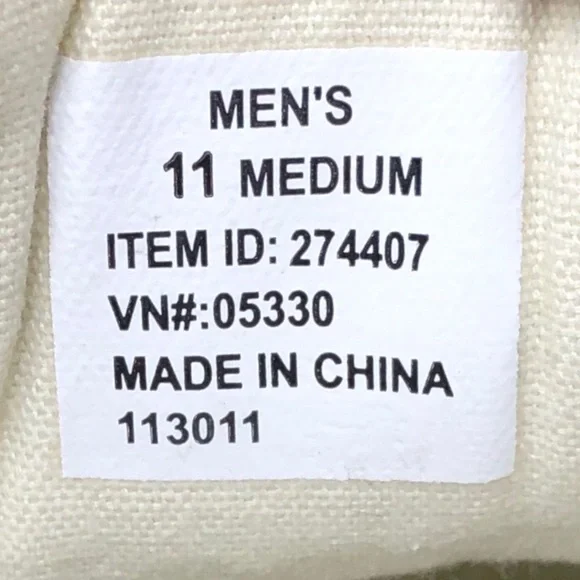 MEN'S
11 MEDIUM
ITEM ID: 274407
VN#:05330
MADE IN CHINA
113011